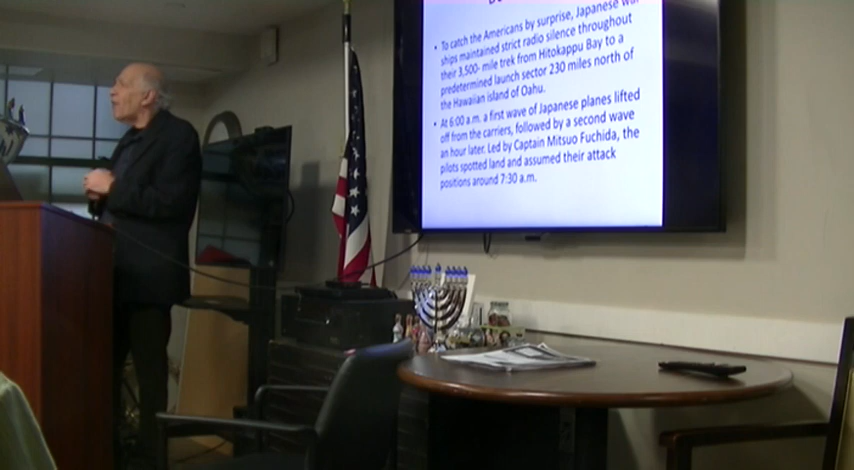 • To catch the Americans by surprise, Japanese war
ships maintained strict radio silence throughout
their 3,500- mile trek from Hitokappu Bay to a
predetermined launch sector 230 miles north of
the Hawaiian island of Oahu.
• At 6:00 a.m. a first wave of Japanese planes lifted
off from the carriers, followed by a second wave
an hour later. Led by Captain Mitsuo Fuchida, the
pilots spotted land and assumed their attack
positions around 7:30 a.m.